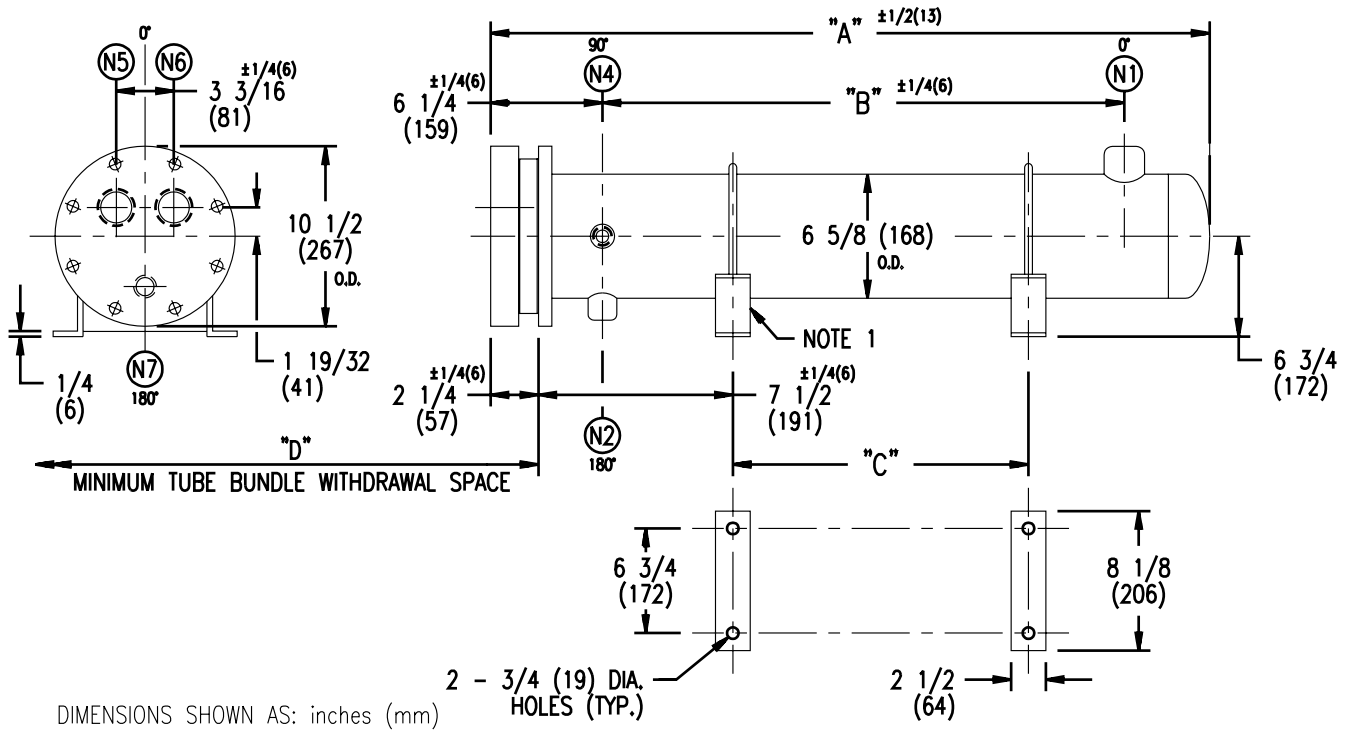 "A" ±1/2(13)
0°
N5
N6
±1/4(6)
3 3/16
(81)
10 1/2
(267)
O.D.
1 19/32
(41)
1/4
(6)
N7
180°
±1/4(6)
6 1/4
(159)
90°
N4
"B" ±1/4(6)
0°
N1
6 5/8 (168)
O.D.
NOTE 1
6 3/4
(172)
±1/4(6)
2 1/4
(57)
±1/4(6)
7 1/2
(191)
N2
180°
"D"
MINIMUM TUBE BUNDLE WITHDRAWAL SPACE
"C"
6 3/4
(172)
8 1/8
(206)
2 - 3/4 (19) DIA.
HOLES (TYP.)
2 1/2
(64)
DIMENSIONS SHOWN AS: inches (mm)